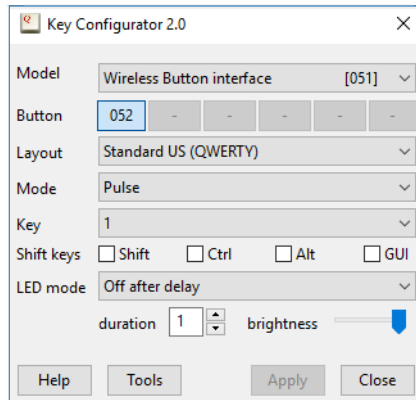 Key Configurator 2.0
Model Wireless Button interface [051]
Button 052 - - - - -
Layout Standard US (QWERTY)
Mode Pulse
Key 1
Shift keys Shift Ctrl Alt GUI
LED mode Off after delay
duration 1 brightness
Help Tools Apply Close